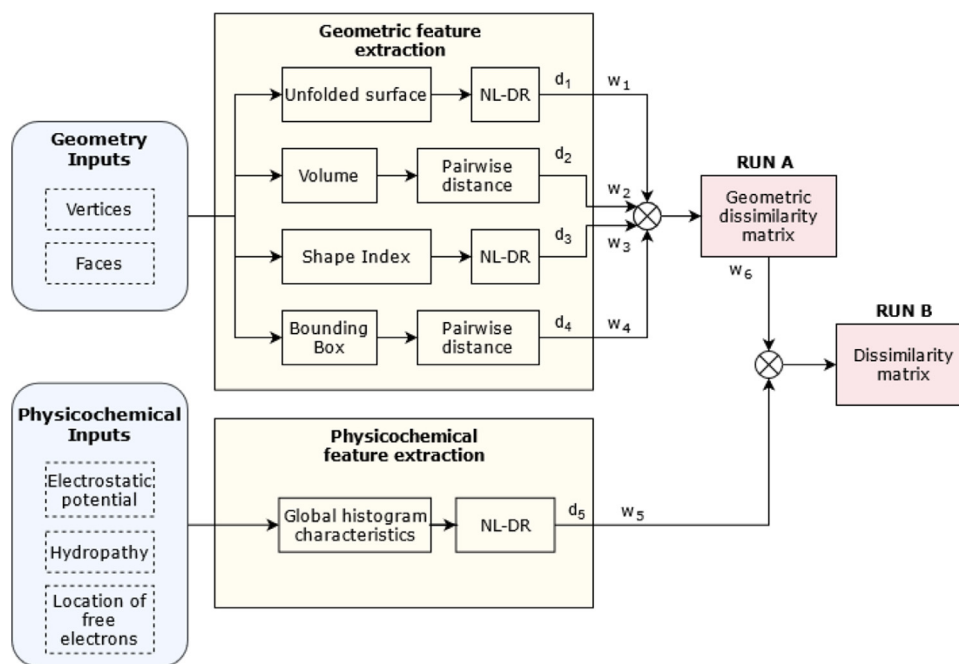 Geometry
Inputs
Vertices
Faces
Geometric feature
extraction
Unfolded surface
NL-DR
d1
w1
Volume
Pairwise
distance
d2
w2
Shape Index
NL-DR
d3
w3
Bounding
Box
Pairwise
distance
d4
w4
RUN A
Geometric
dissimilarity
matrix
w6
RUN B
Dissimilarity
matrix
Physicochemical
Inputs
Electrostatic
potential
Hydropathy
Location of
free
electrons
Physicochemical
feature extraction
Global histogram
characteristics
NL-DR
d5
w5